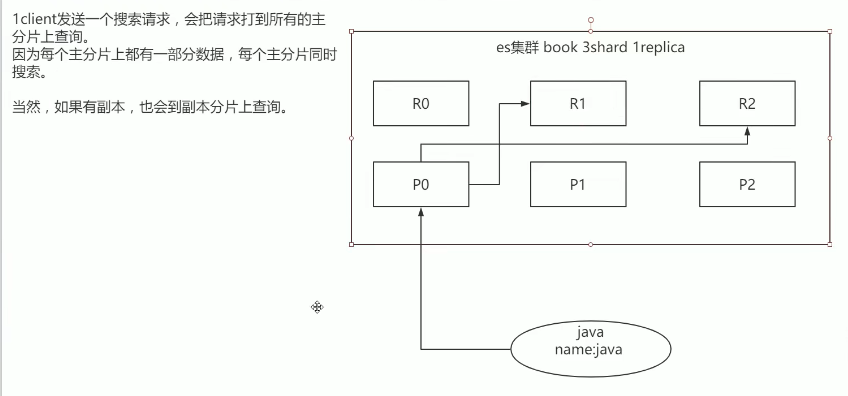 1client发送一个搜索请求，会把请求打到所有的主
分片上查询。
因为每个主分片上都有一部分数据，每个主分片同时
搜索。
当然，如果有副本，也会到副本分片上查询。
es集群 book 3shard 1replica
R0
R1
R2
P0
P1
P2
java
name:java